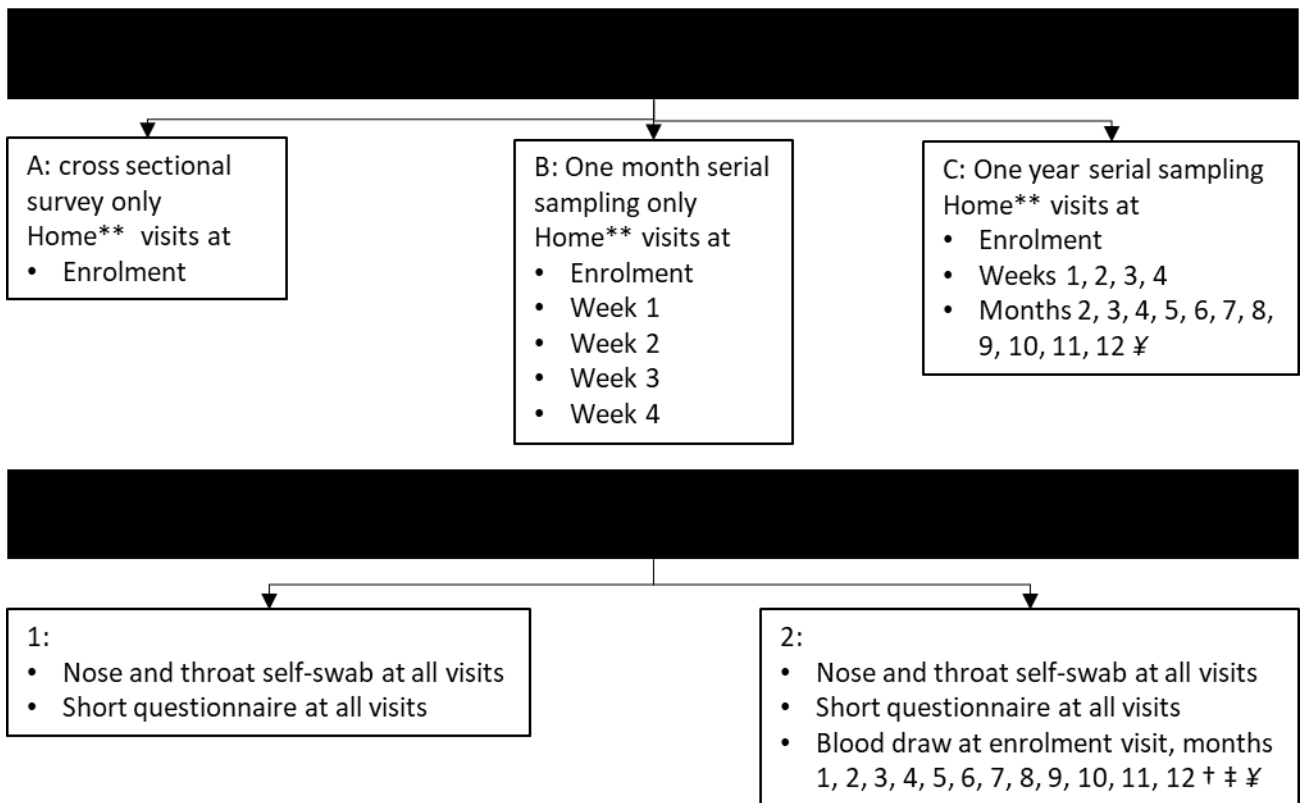 A: cross sectional
survey only
Home** visits at
• Enrolment
B: One month serial
sampling only
Home** visits at
• Enrolment
• Week 1
• Week 2
• Week 3
• Week 4
C: One year serial sampling
Home** visits at
• Enrolment
• Weeks 1, 2, 3, 4
• Months 2, 3, 4, 5, 6, 7, 8,
9, 10, 11, 12 ¥
1:
• Nose and throat self-swab at all visits
• Short questionnaire at all visits
2:
• Nose and throat self-swab at all visits
• Short questionnaire at all visits
• Blood draw at enrolment visit, months
1, 2, 3, 4, 5, 6, 7, 8, 9, 10, 11, 12 † ‡ ¥